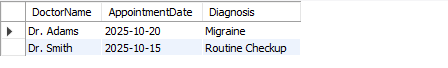 DoctorName AppointmentDate Diagnosis
Dr. Adams 2025-10-20 Migraine
Dr. Smith 2025-10-15 Routine Checkup